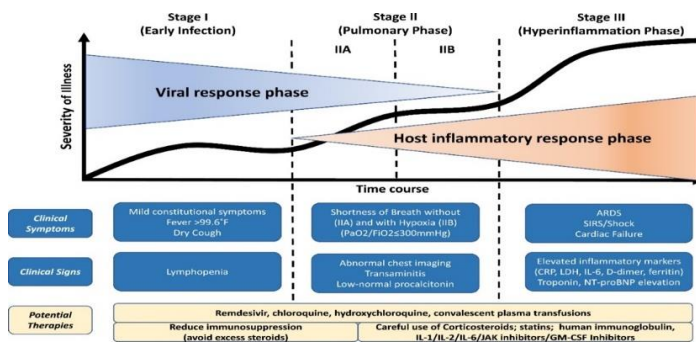 Stage I
(Early Infection)
Stage II
(Pulmonary Phase)
Stage III
(Hyperinflammation Phase)
IIA
IIB
Severity of Illness
Viral response phase
Host inflammatory response phase
Time course
Clinical
Symptoms
Mild constitutional symptoms
Fever >99.6°F
Dry Cough
Shortness of Breath without
(IIA) and with Hypoxia (IIB)
(PaO2/FiO2≤300mmHg)
ARDS
SIRS/Shock
Cardiac Failure
Clinical Signs
Lymphopenia
Abnormal chest imaging
Transaminitis
Low-normal procalcitonin
Elevated inflammatory markers
(CRP, LDH, IL-6, D-dimer, ferritin)
Troponin, NT-proBNP elevation
Potential
Therapies
Remdesivir, chloroquine, hydroxychloroquine, convalescent plasma transfusions
Reduce immunosuppression
(avoid excess steroids)
Careful use of Corticosteroids; statins; human immunoglobulin,
IL-1/IL-2/IL-6/JAK inhibitors/GM-CSF Inhibitors